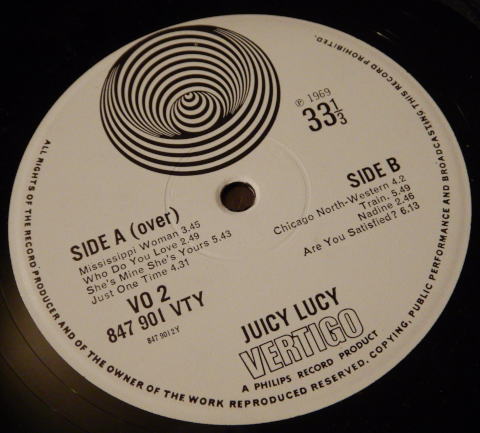 ALL RIGHTS OF THE RECORD PRODUCER AND OF THE OWNER OF THE WORK REPRODUCED RESERVED. COPYING, PUBLIC PERFORMANCE AND BROADCASTING THIS RECORD PROHIBITED.
℗ 1969
33⅓
SIDE A (over)
Mississippi Woman 3.45
Who Do You Love 2.49
She's Mine She's Yours 5.43
Just One Time 4.31
SIDE B
Chicago North-Western 4.2
Train. 5.49
Nadine 2.46
Are You Satisfied? 6.13
VO 2
847 901 VTY
847 901 2Y
JUICY LUCY
VERTIGO
A PHILIPS RECORD PRODUCT